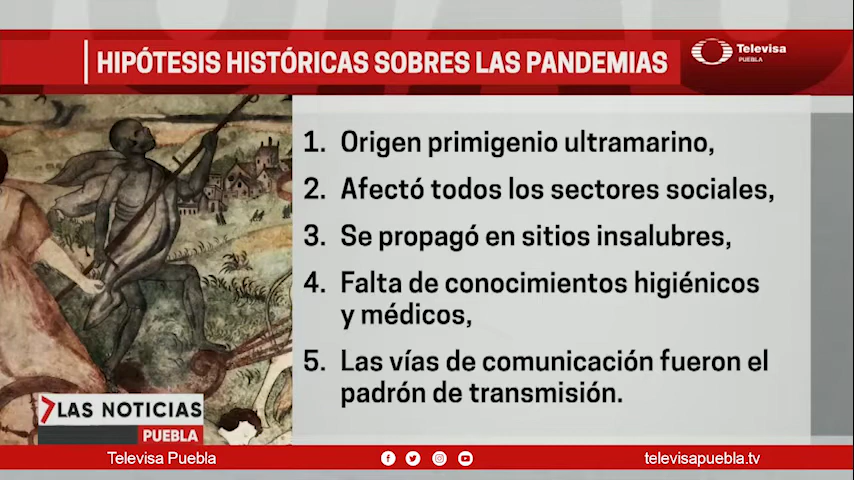 HIPÓTESIS HISTÓRICAS SOBRES LAS PANDEMIAS
Televisa
PUEBLA
1. Origen primigenio ultramarino,
2. Afectó todos los sectores sociales,
3. Se propagó en sitios insalubres,
4. Falta de conocimientos higiénicos
y médicos,
5. Las vías de comunicación fueron el
padrón de transmisión.
LAS NOTICIAS
PUEBLA
Televisa Puebla
televisapuebla.tv